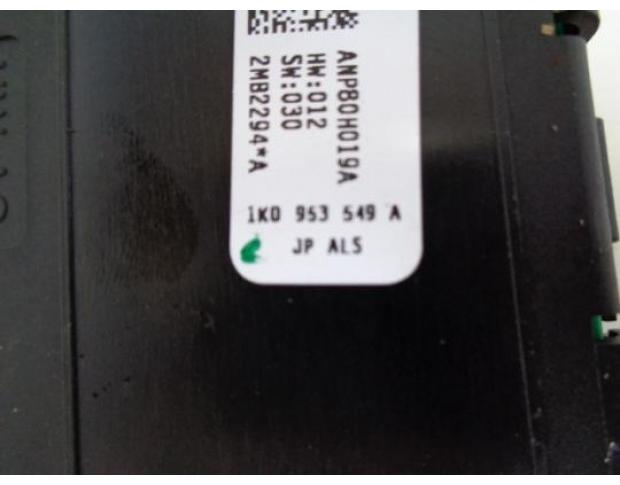 ANP80H019A
HW:012
SW:030
2MB2294*A
1K0 953 549 A
JP ALS